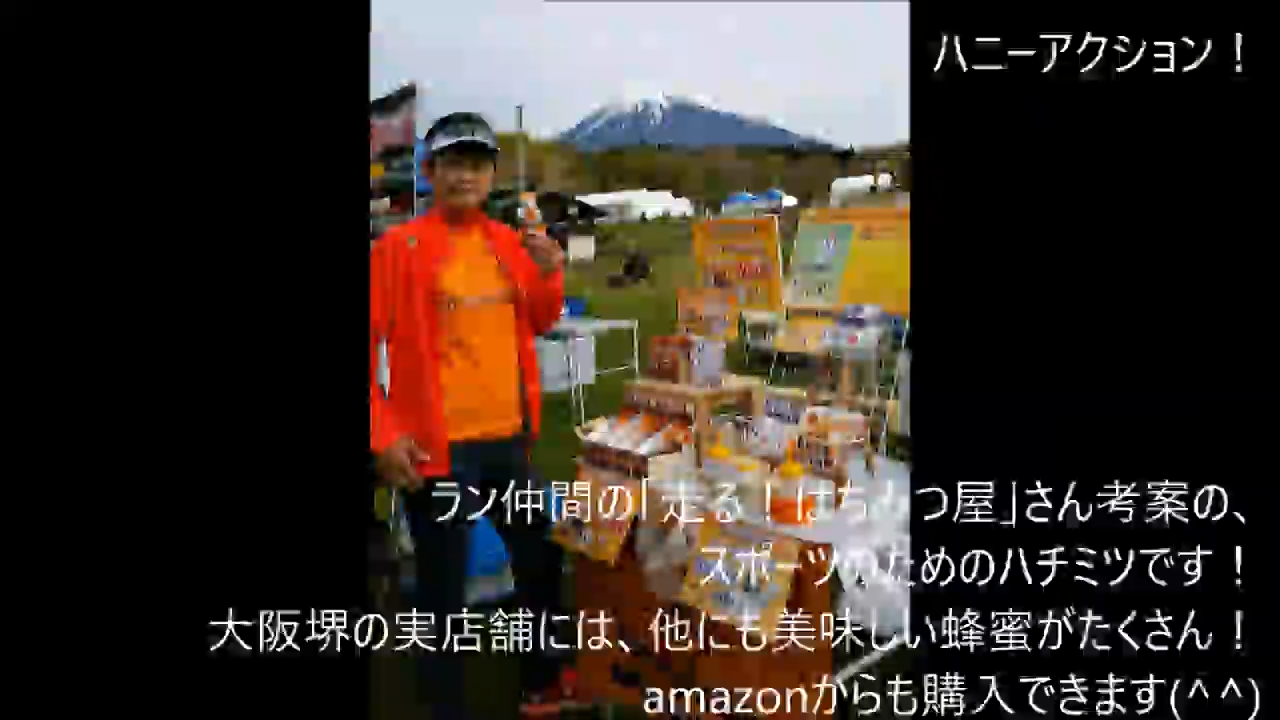 ハニーアクション！
ラン仲間の「走る！はちみつ屋」さん考案の、
スポーツのためのハチミツです！
大阪堺の実店舗には、他にも美味しい蜂蜜がたくさん！
amazonからも購入できます(^^)